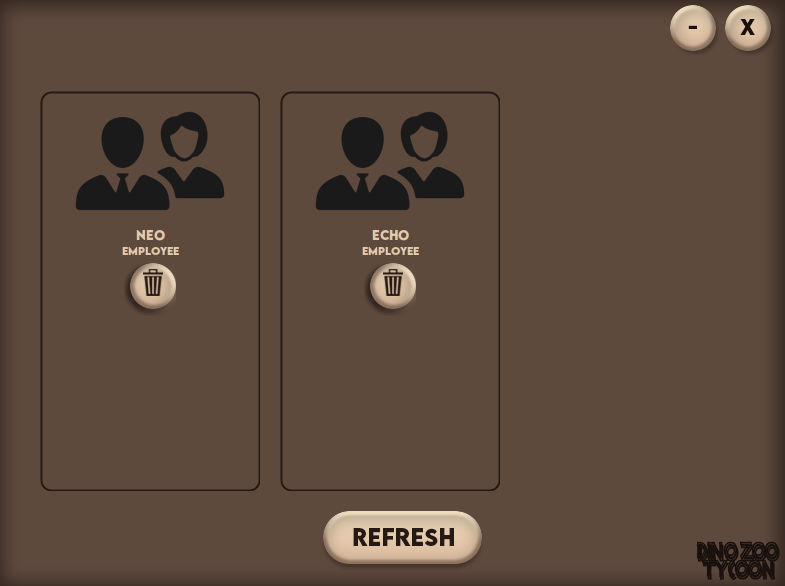 -
X
NEO
EMPLOYEE
ECHO
EMPLOYEE
REFRESH
DINO ZOO
TYCOON